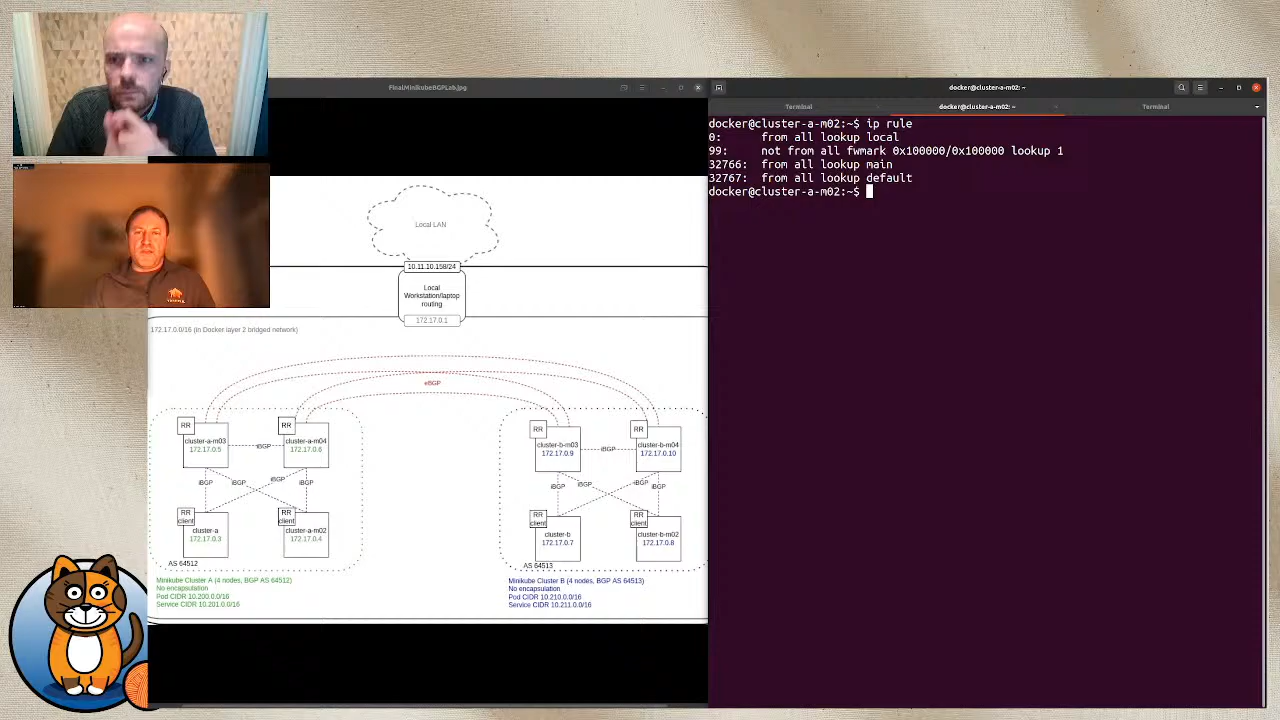 FinalMinikubeBGPLab.jpg
Local LAN
10.11.10.158/24
Local
Workstation/laptop
routing
172.17.0.1
172.17.0.0/16 (in Docker layer 2 bridged network)
eBGP
RR
cluster-a-m03
172.17.0.5
iBGP
RR
cluster-a-m04
172.17.0.6
iBGP
iBGP
iBGP
iBGP
RR
client
cluster-a
172.17.0.3
RR
client
cluster-a-m02
172.17.0.4
AS 64512
Minikube Cluster A (4 nodes, BGP AS 64512)
No encapsulation
Pod CIDR 10.200.0.0/16
Service CIDR 10.201.0.0/16
RR
cluster-b-m03
172.17.0.9
iBGP
RR
cluster-b-m04
172.17.0.10
iBGP
iBGP
iBGP
iBGP
RR
client
cluster-b
172.17.0.7
RR
client
cluster-b-m02
172.17.0.8
AS 64513
Minikube Cluster B (4 nodes, BGP AS 64513)
No encapsulation
Pod CIDR 10.210.0.0/16
Service CIDR 10.211.0.0/16
docker@cluster-a-m02: ~
Terminal
docker@cluster-a-m02: ~
Terminal
docker@cluster-a-m02:~$ ip rule
0: from all lookup local
99: not from all fwmark 0x100000/0x100000 lookup 1
32766: from all lookup main
32767: from all lookup default
docker@cluster-a-m02:~$